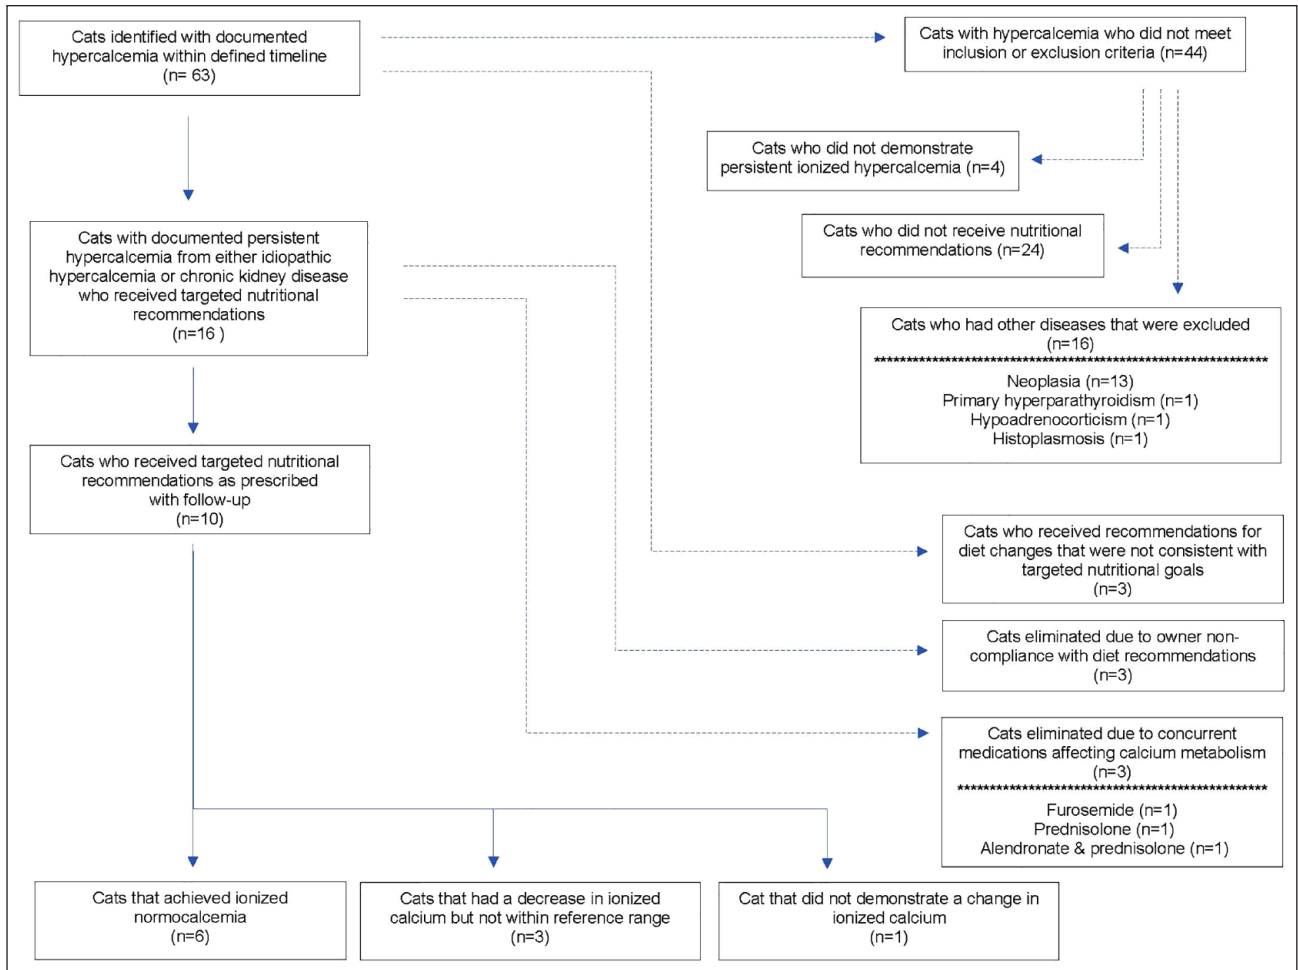 Cats identified with documented
hypercalcemia within defined timeline
(n= 63)
Cats with hypercalcemia who did not meet
inclusion or exclusion criteria (n=44)
Cats who did not demonstrate
persistent ionized hypercalcemia (n=4)
Cats who did not receive nutritional
recommendations (n=24)
Cats with documented persistent
hypercalcemia from either idiopathic
hypercalcemia or chronic kidney disease
who received targeted nutritional
recommendations
(n=16 )
Cats who had other diseases that were excluded
(n=16)
************************************************************
Neoplasia (n=13)
Primary hyperparathyroidism (n=1)
Hypoadrenocorticism (n=1)
Histoplasmosis (n=1)
Cats who received targeted nutritional
recommendations as prescribed
with follow-up
(n=10)
Cats who received recommendations for
diet changes that were not consistent with
targeted nutritional goals
(n=3)
Cats eliminated due to owner non-
compliance with diet recommendations
(n=3)
Cats eliminated due to concurrent
medications affecting calcium metabolism
(n=3)
************************************************
Furosemide (n=1)
Prednisolone (n=1)
Alendronate & prednisolone (n=1)
Cats that achieved ionized
normocalcemia
(n=6)
Cats that had a decrease in ionized
calcium but not within reference range
(n=3)
Cat that did not demonstrate a change in
ionized calcium
(n=1)